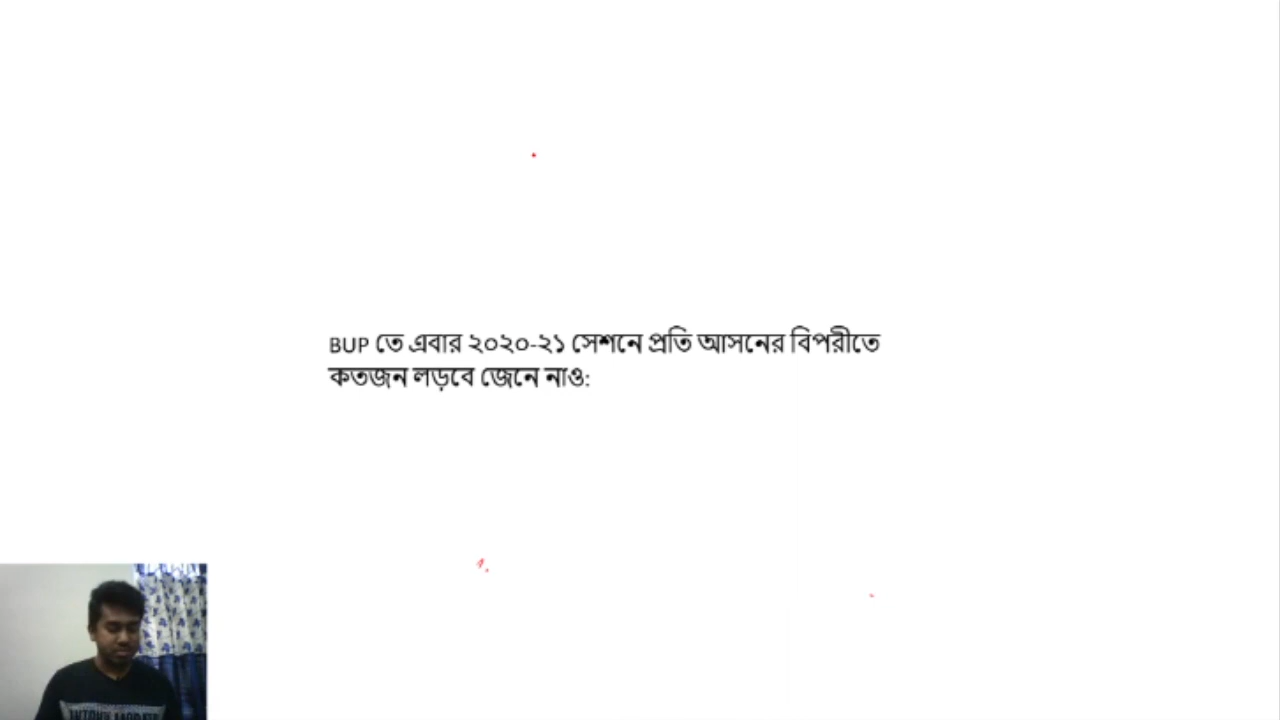 BUP তে এবার ২০২০-২১ সেশনে প্রতি আসনের বিপরীতে
কতজন লড়বে জেনে নাও: